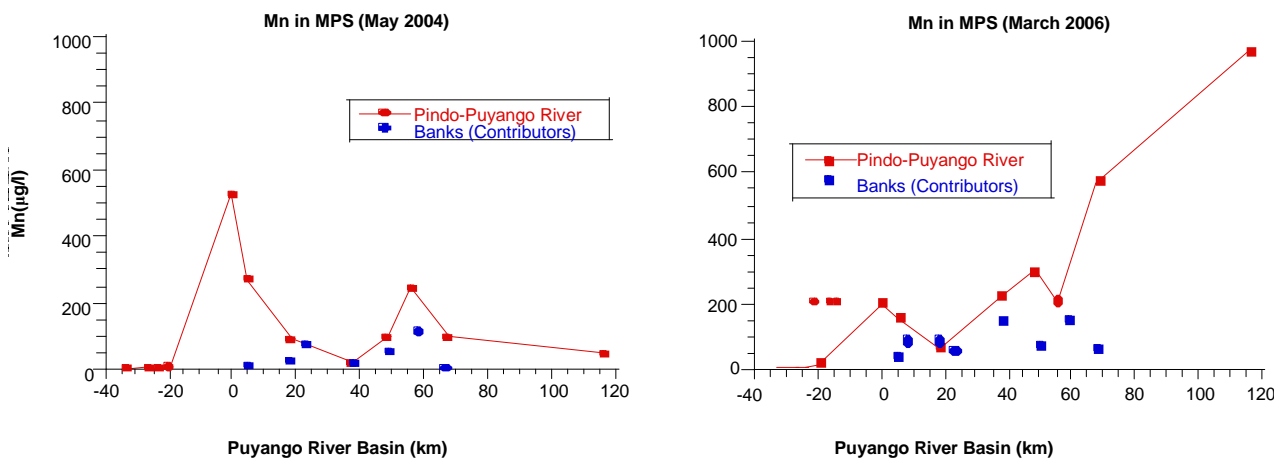 Mn in MPS (May 2004)
1000
800
600
400
200
0
Mn(µg/l)
Pindo-Puyango River
Banks (Contributors)
-40 -20 0 20 40 60 80 100 120
Puyango River Basin (km)
Mn in MPS (March 2006)
1000
800
600
400
200
0
Pindo-Puyango River
Banks (Contributors)
-40 -20 0 20 40 60 80 100 120
Puyango River Basin (km)